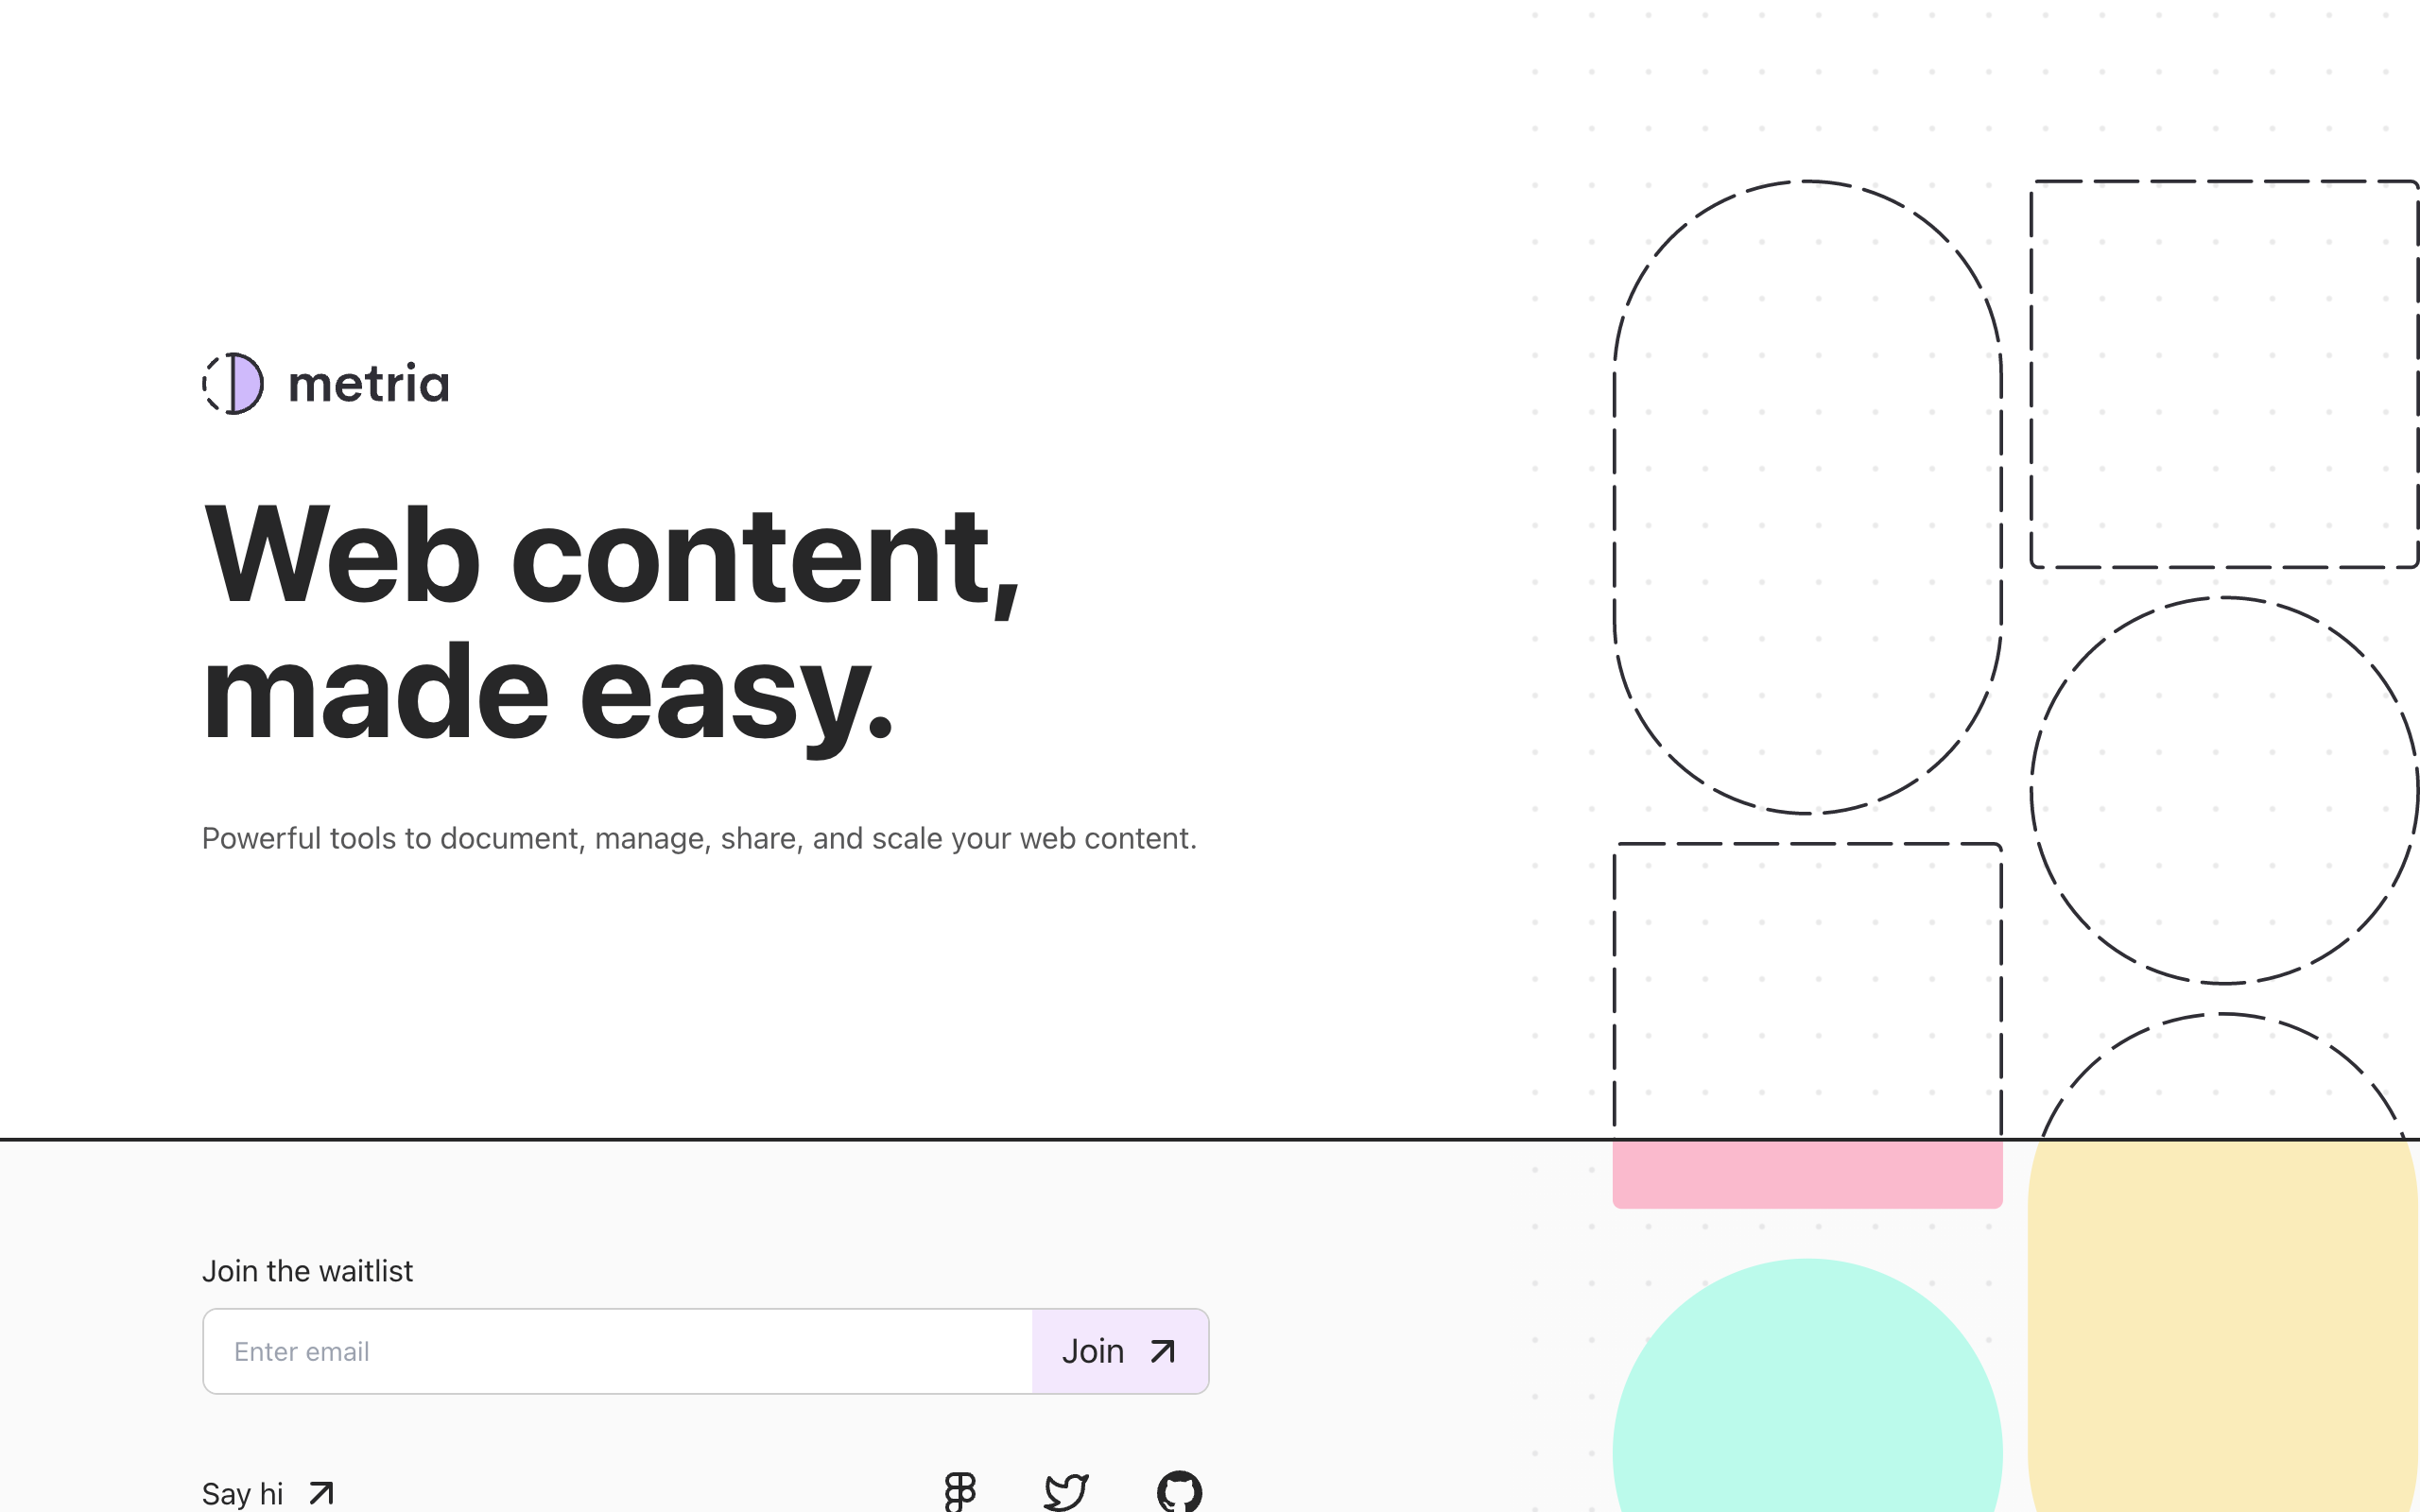 metria
Web content,
made easy.
Powerful tools to document, manage, share, and scale your web content.
Join the waitlist
Enter email
Join
Say hi